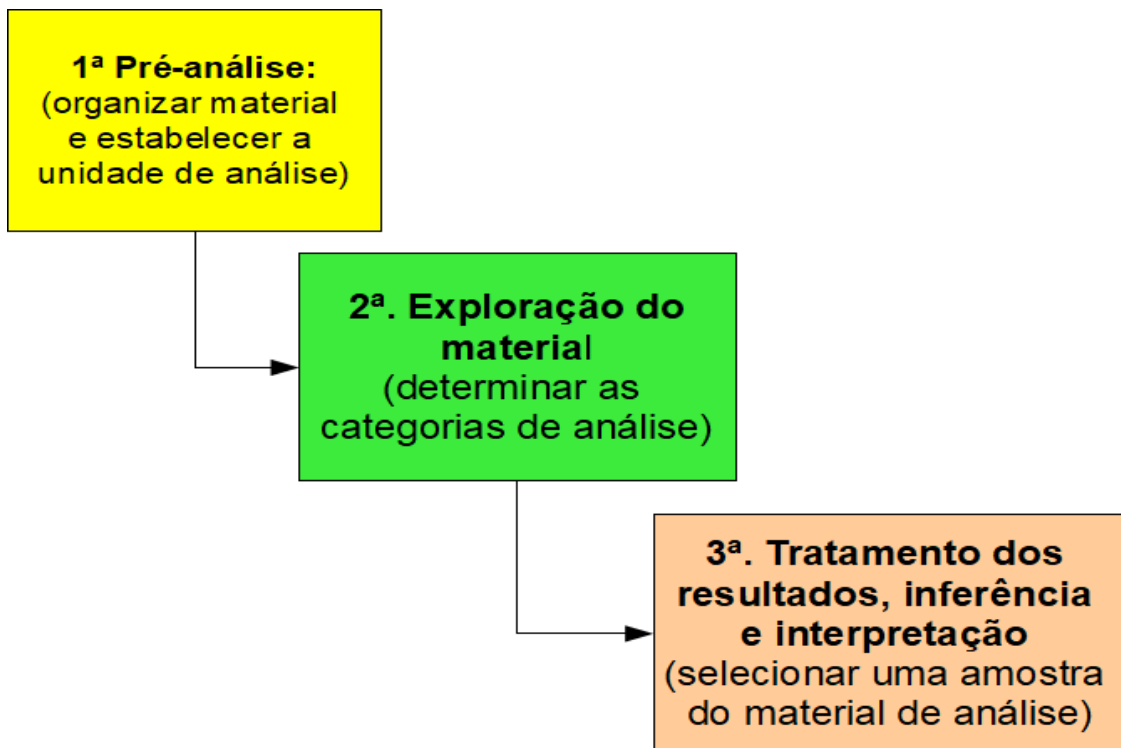 1ª Pré-análise:
(organizar material
e estabelecer a
unidade de análise)
2ª. Exploração do
material
(determinar as
categorias de análise)
3ª. Tratamento dos
resultados, inferência
e interpretação
(selecionar uma amostra
do material de análise)